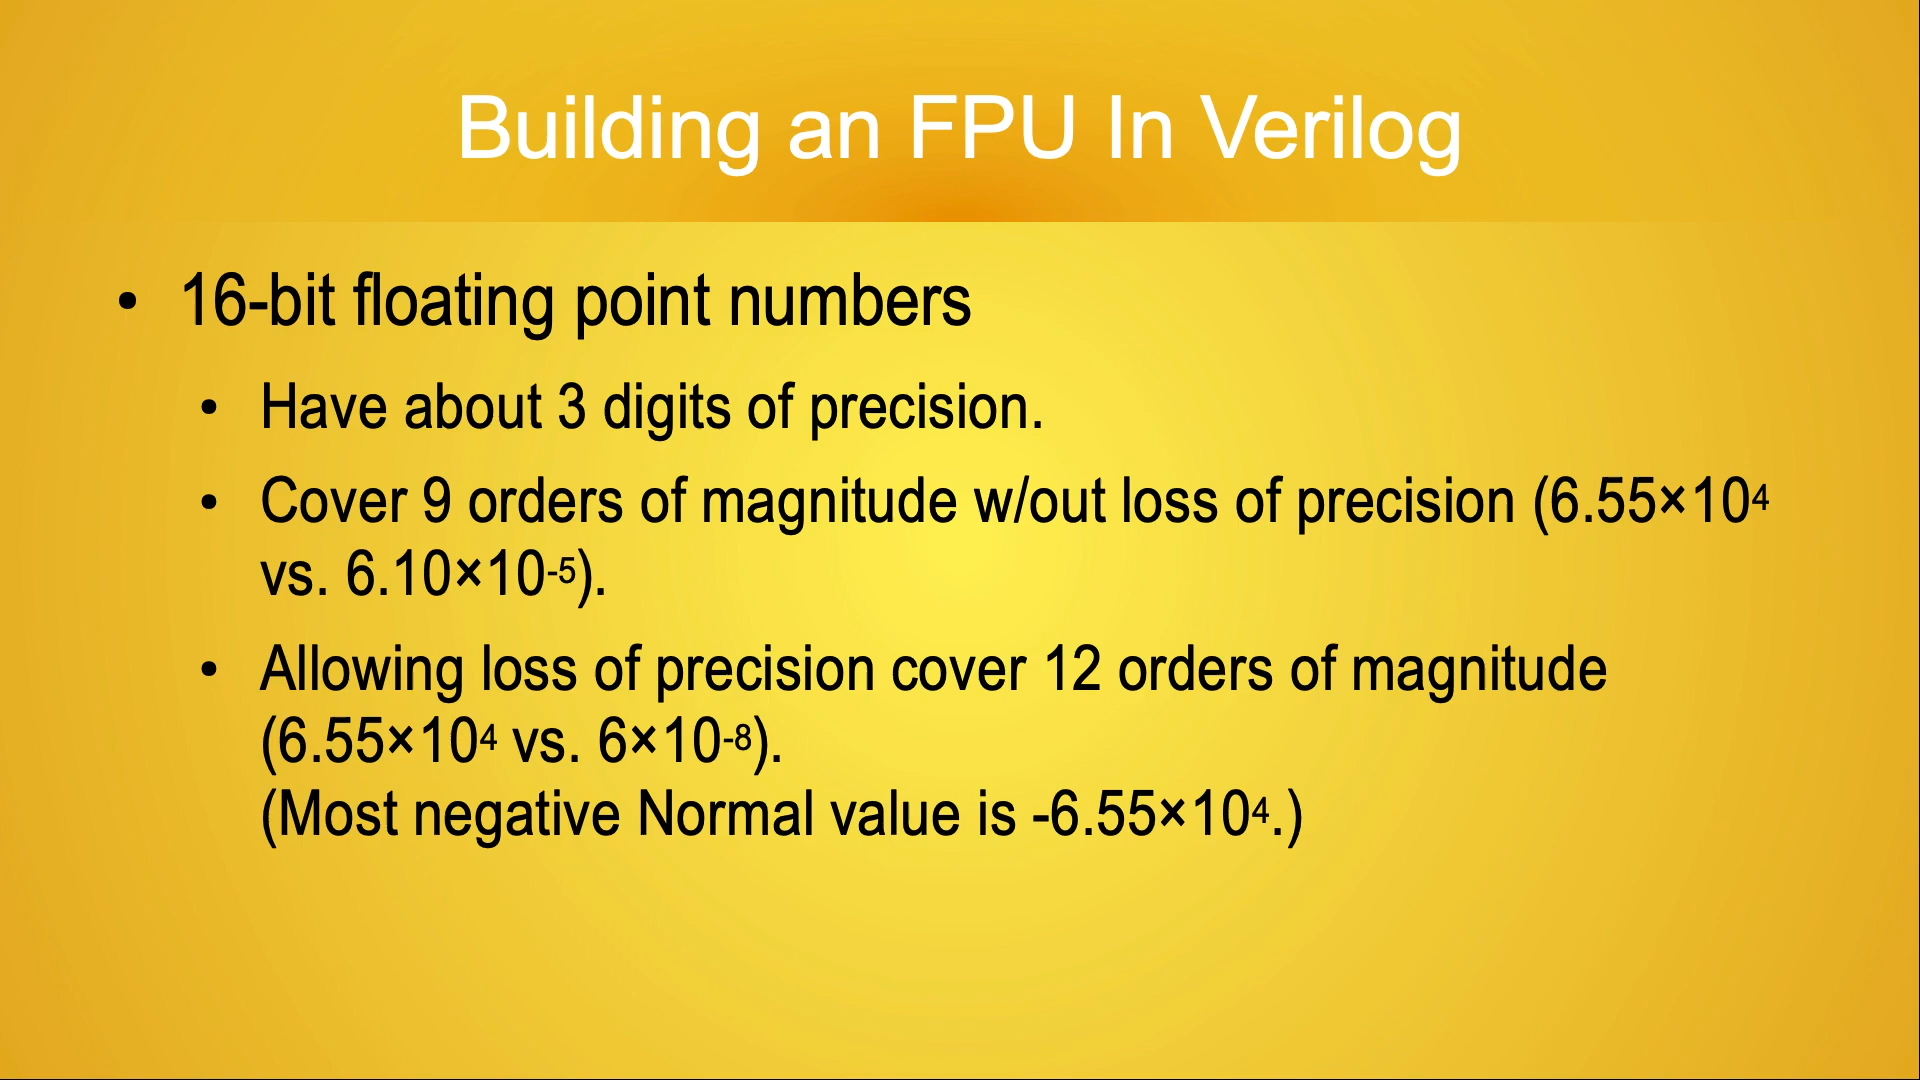 Building an FPU In Verilog
• 16-bit floating point numbers
• Have about 3 digits of precision.
• Cover 9 orders of magnitude w/out loss of precision (6.55×10⁴
vs. 6.10×10⁻⁵).
• Allowing loss of precision cover 12 orders of magnitude
(6.55×10⁴ vs. 6×10⁻⁸).
(Most negative Normal value is -6.55×10⁴.)